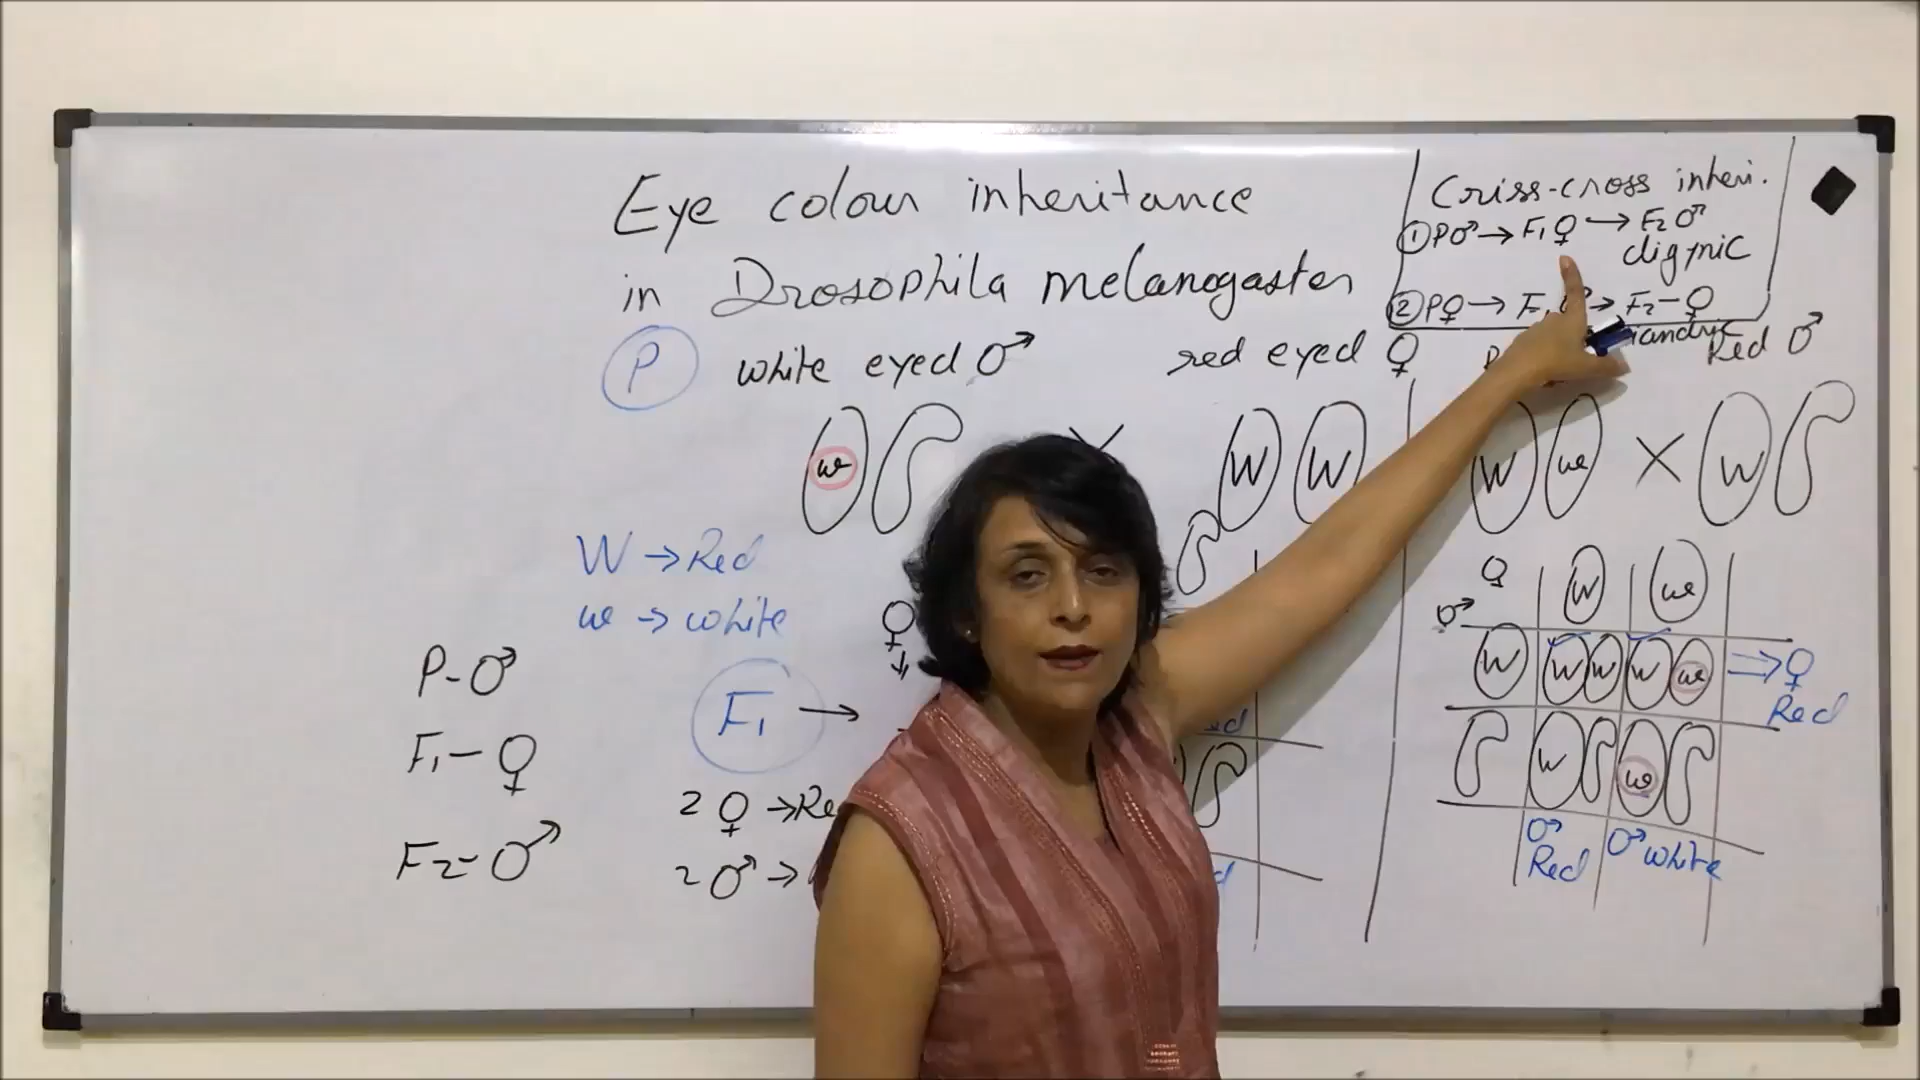 Eye colour inheritance
in Drosophila melanogaster
Criss-cross inheri.
① P♂ → F₁ ♀ → F₂ ♂
digynic
② P♀ → F₁ → F₂ – ♀
P white eyed ♂
red eyed ♀
Red ♂
w
W W
W w × W
W → Red
w → white
♀
P - ♂
F₁ - ♀
F₂ - ♂
F₁ →
2 ♀ → Re
2 ♂ →
♀ W w
♂
W W W W w ⇒ ♀
Red
W w
♂ Red
♂ white